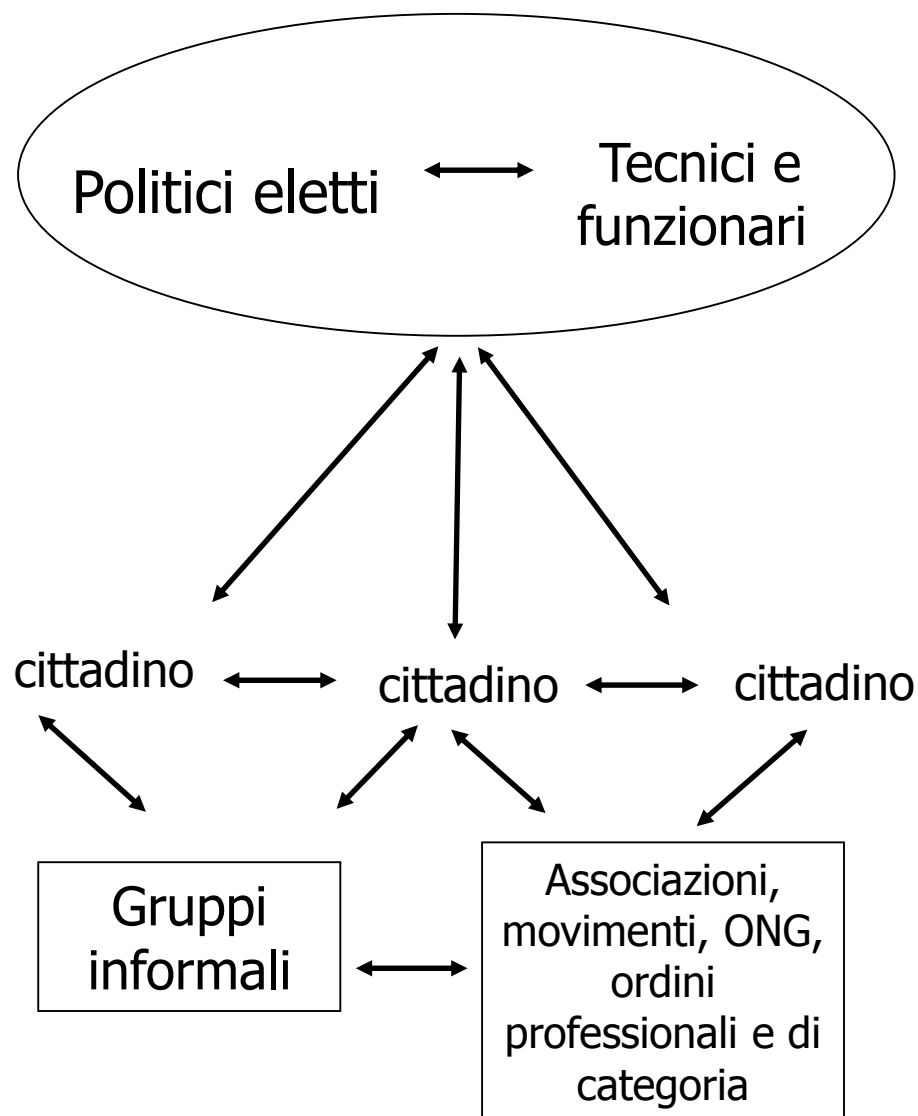 Politici eletti
Tecnici e
funzionari
cittadino
cittadino
cittadino
Gruppi
informali
Associazioni,
movimenti, ONG,
ordini
professionali e di
categoria